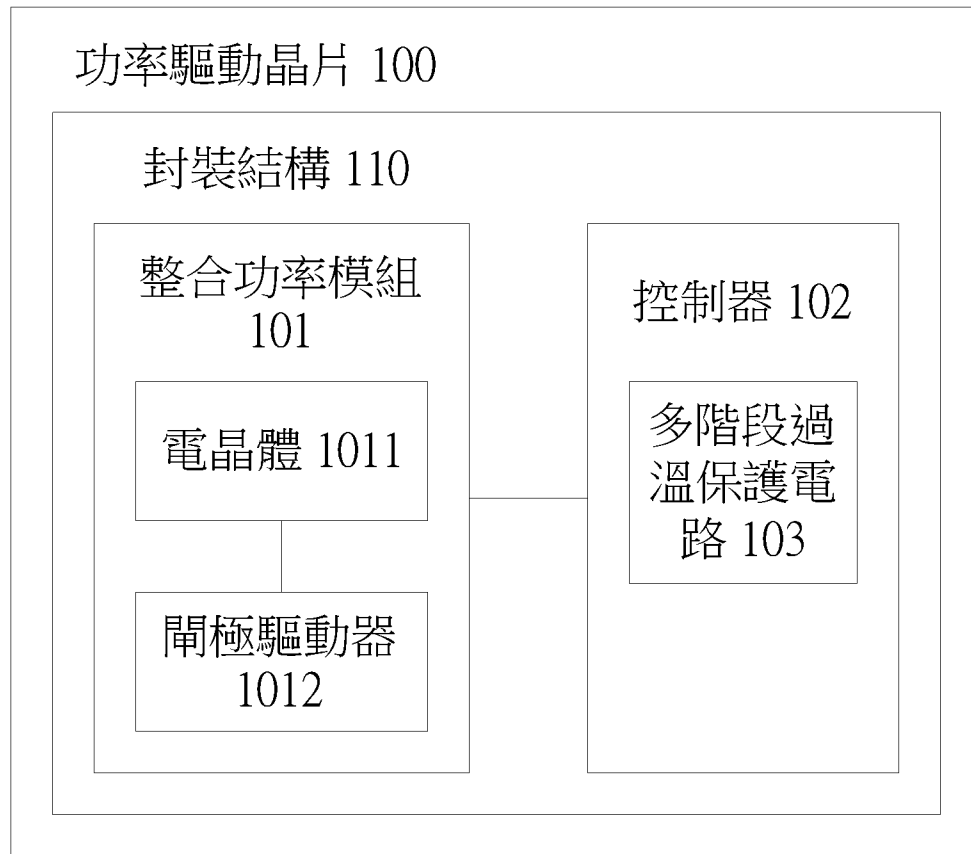 功率驅動晶片 100
封裝結構 110
整合功率模組
101
電晶體 1011
閘極驅動器
1012
控制器 102
多階段過
溫保護電
路 103